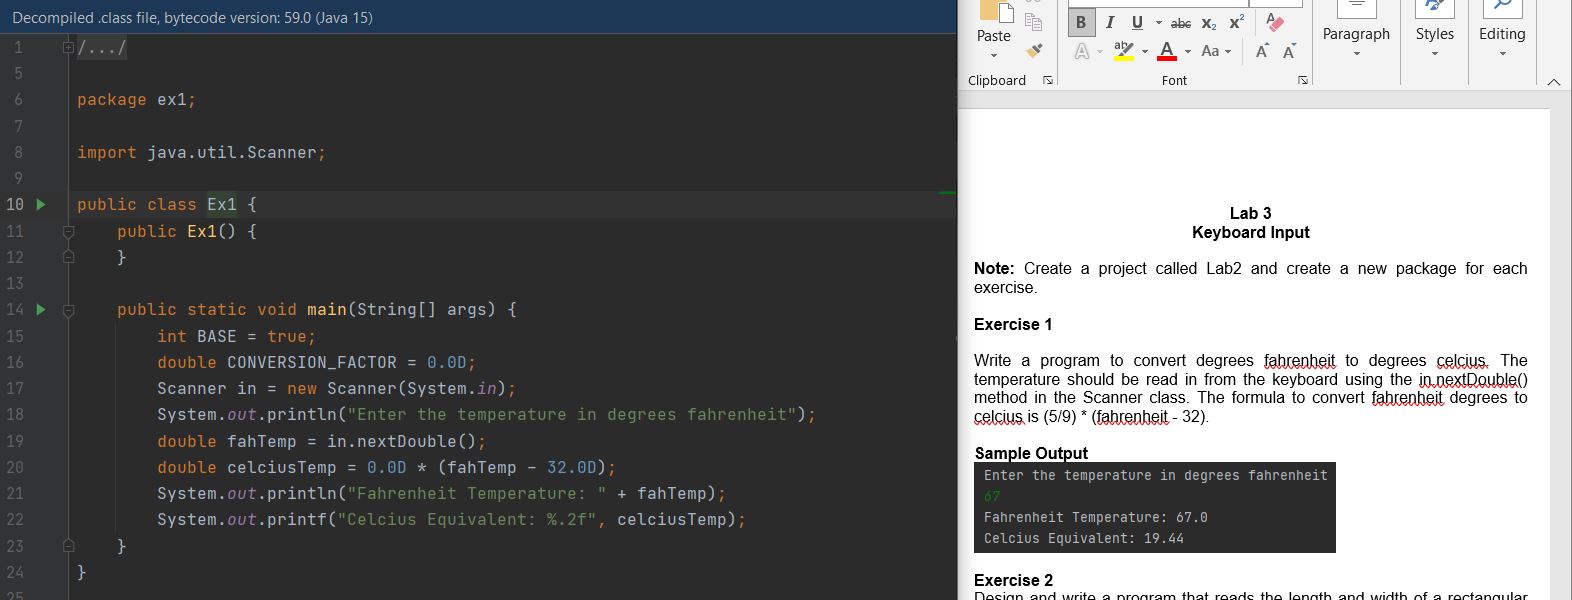 Decompiled .class file, bytecode version: 59.0 (Java 15)
1 /.../
5
6 package ex1;
7
8 import java.util.Scanner;
9
10 public class Ex1 {
11 public Ex1() {
12 }
13
14 public static void main(String[] args) {
15 int BASE = true;
16 double CONVERSION_FACTOR = 0.0D;
17 Scanner in = new Scanner(System.in);
18 System.out.println("Enter the temperature in degrees fahrenheit");
19 double fahTemp = in.nextDouble();
20 double celciusTemp = 0.0D * (fahTemp - 32.0D);
21 System.out.println("Fahrenheit Temperature: " + fahTemp);
22 System.out.printf("Celcius Equivalent: %.2f", celciusTemp);
23 }
24 }
25
Paste
Clipboard
B I U abc X₂ X²
A ab A Aa A A
Font
Paragraph
Styles
Editing
Lab 3
Keyboard Input
Note: Create a project called Lab2 and create a new package for each
exercise.
Exercise 1
Write a program to convert degrees fahrenheit to degrees celcius. The
temperature should be read in from the keyboard using the in.nextDouble()
method in the Scanner class. The formula to convert fahrenheit degrees to
celcius is (5/9) * (fahrenheit - 32).
Sample Output
Enter the temperature in degrees fahrenheit
67
Fahrenheit Temperature: 67.0
Celcius Equivalent: 19.44
Exercise 2
Design and write a program that reads the length and width of a rectangular